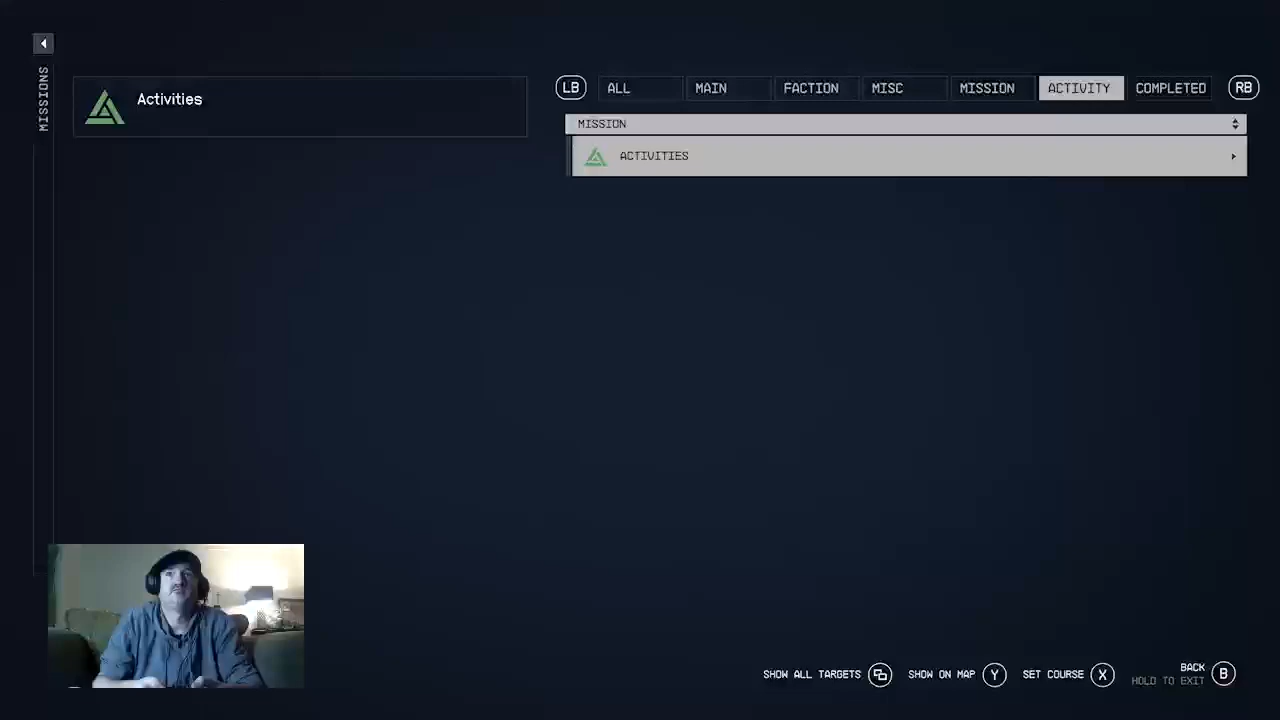 MISSIONS
Activities
LB ALL MAIN FACTION MISC MISSION ACTIVITY COMPLETED RB
MISSION
ACTIVITIES
SHOW ALL TARGETS SHOW ON MAP Y SET COURSE X BACK B
HOLD TO EXIT